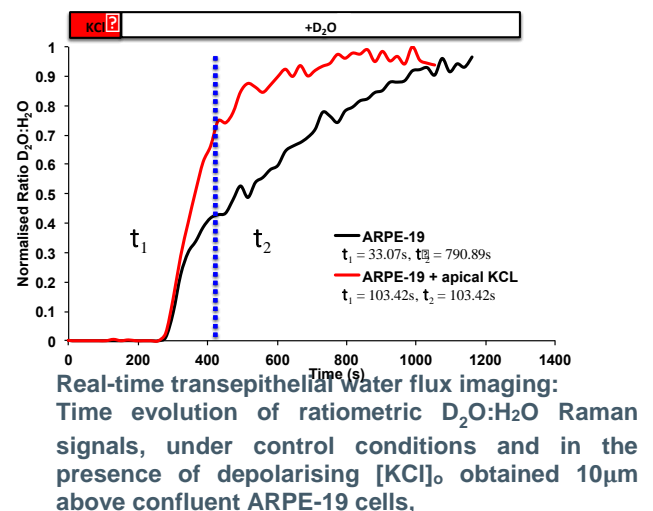 KCl
+D₂O
1
0.9
0.8
0.7
0.6
0.5
0.4
0.3
0.2
0.1
0
Normalised Ratio D₂O:H₂O
t₁
t₂
ARPE-19
t₁ = 33.07s, t₂ = 790.89s
ARPE-19 + apical KCL
t₁ = 103.42s, t₂ = 103.42s
0 200 400 600 800 1000 1200 1400
Time (s)
Real-time transepithelial water flux imaging:
Time evolution of ratiometric D₂O:H₂O Raman
signals, under control conditions and in the
presence of depolarising [KCl]ₒ obtained 10µm
above confluent ARPE-19 cells,